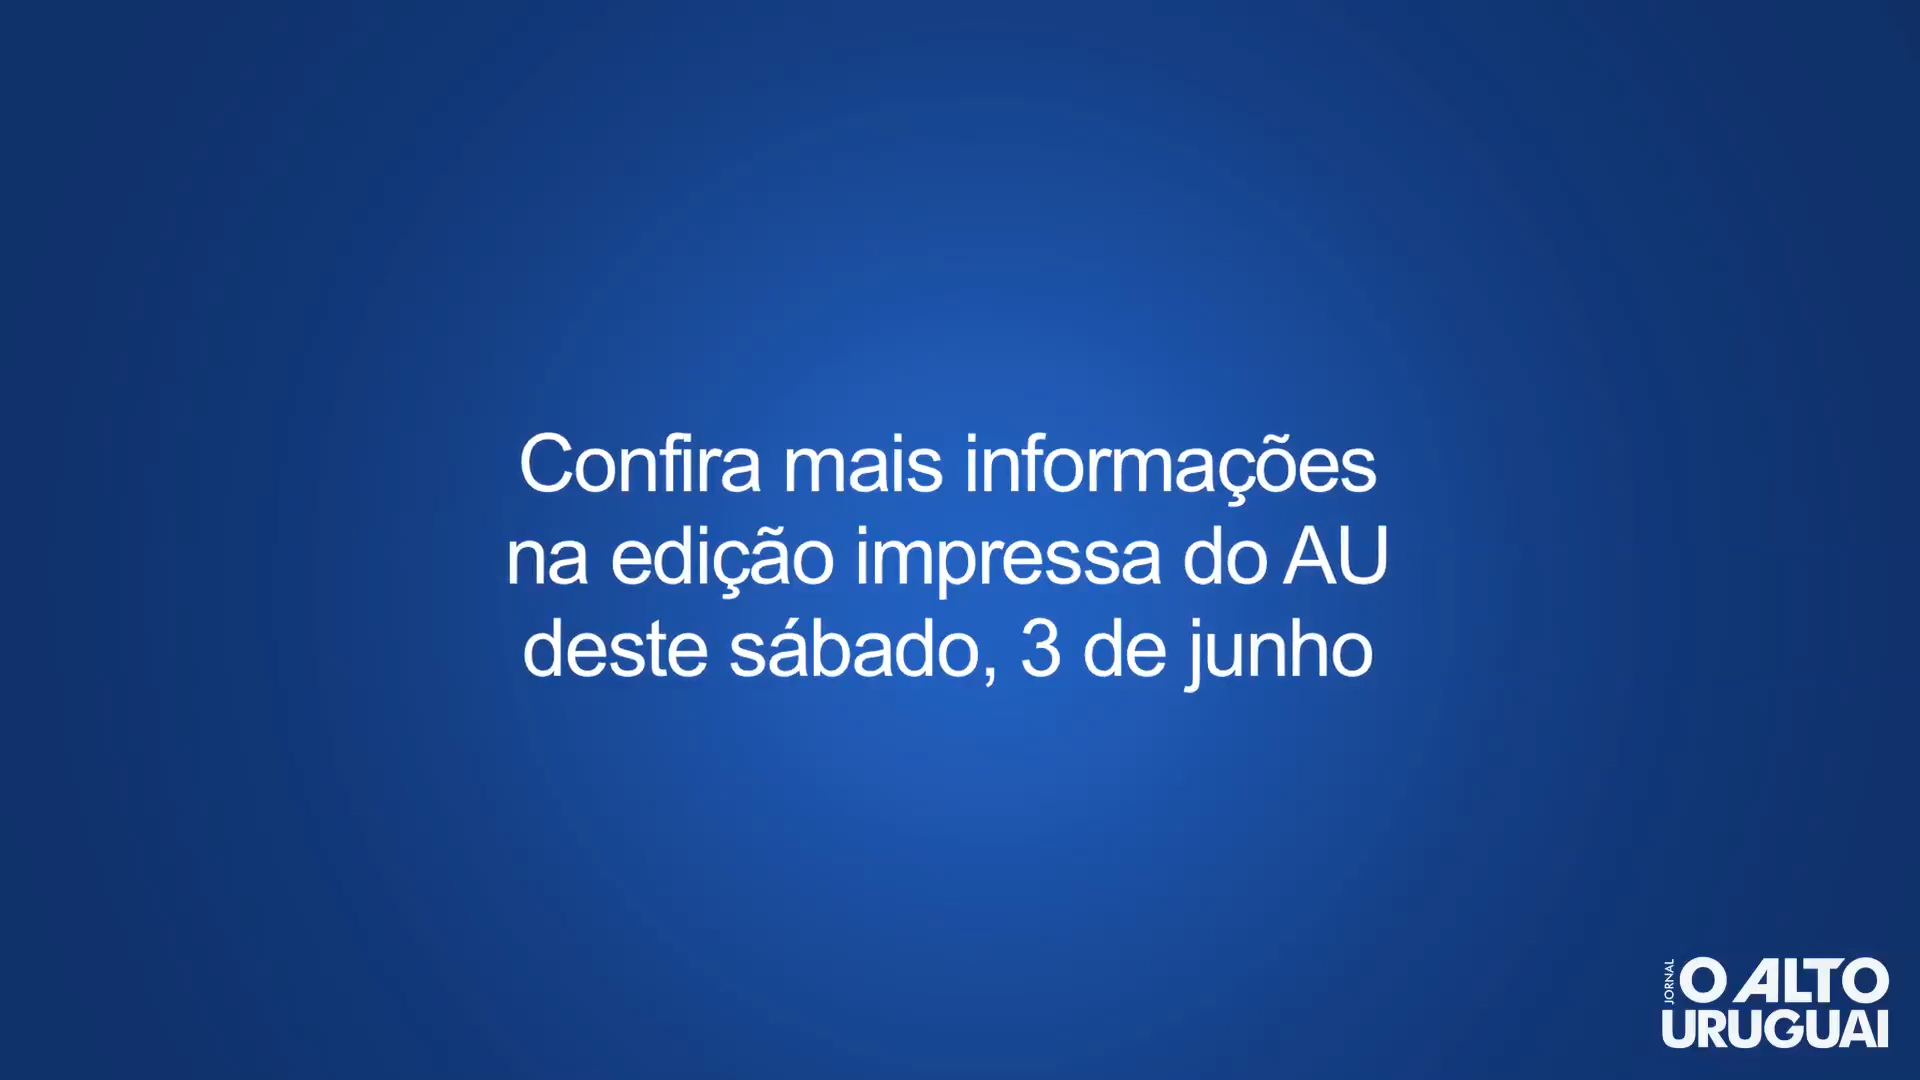 Confira mais informações
na edição impressa do AU
deste sábado, 3 de junho
JORNAL
O ALTO
URUGUAI